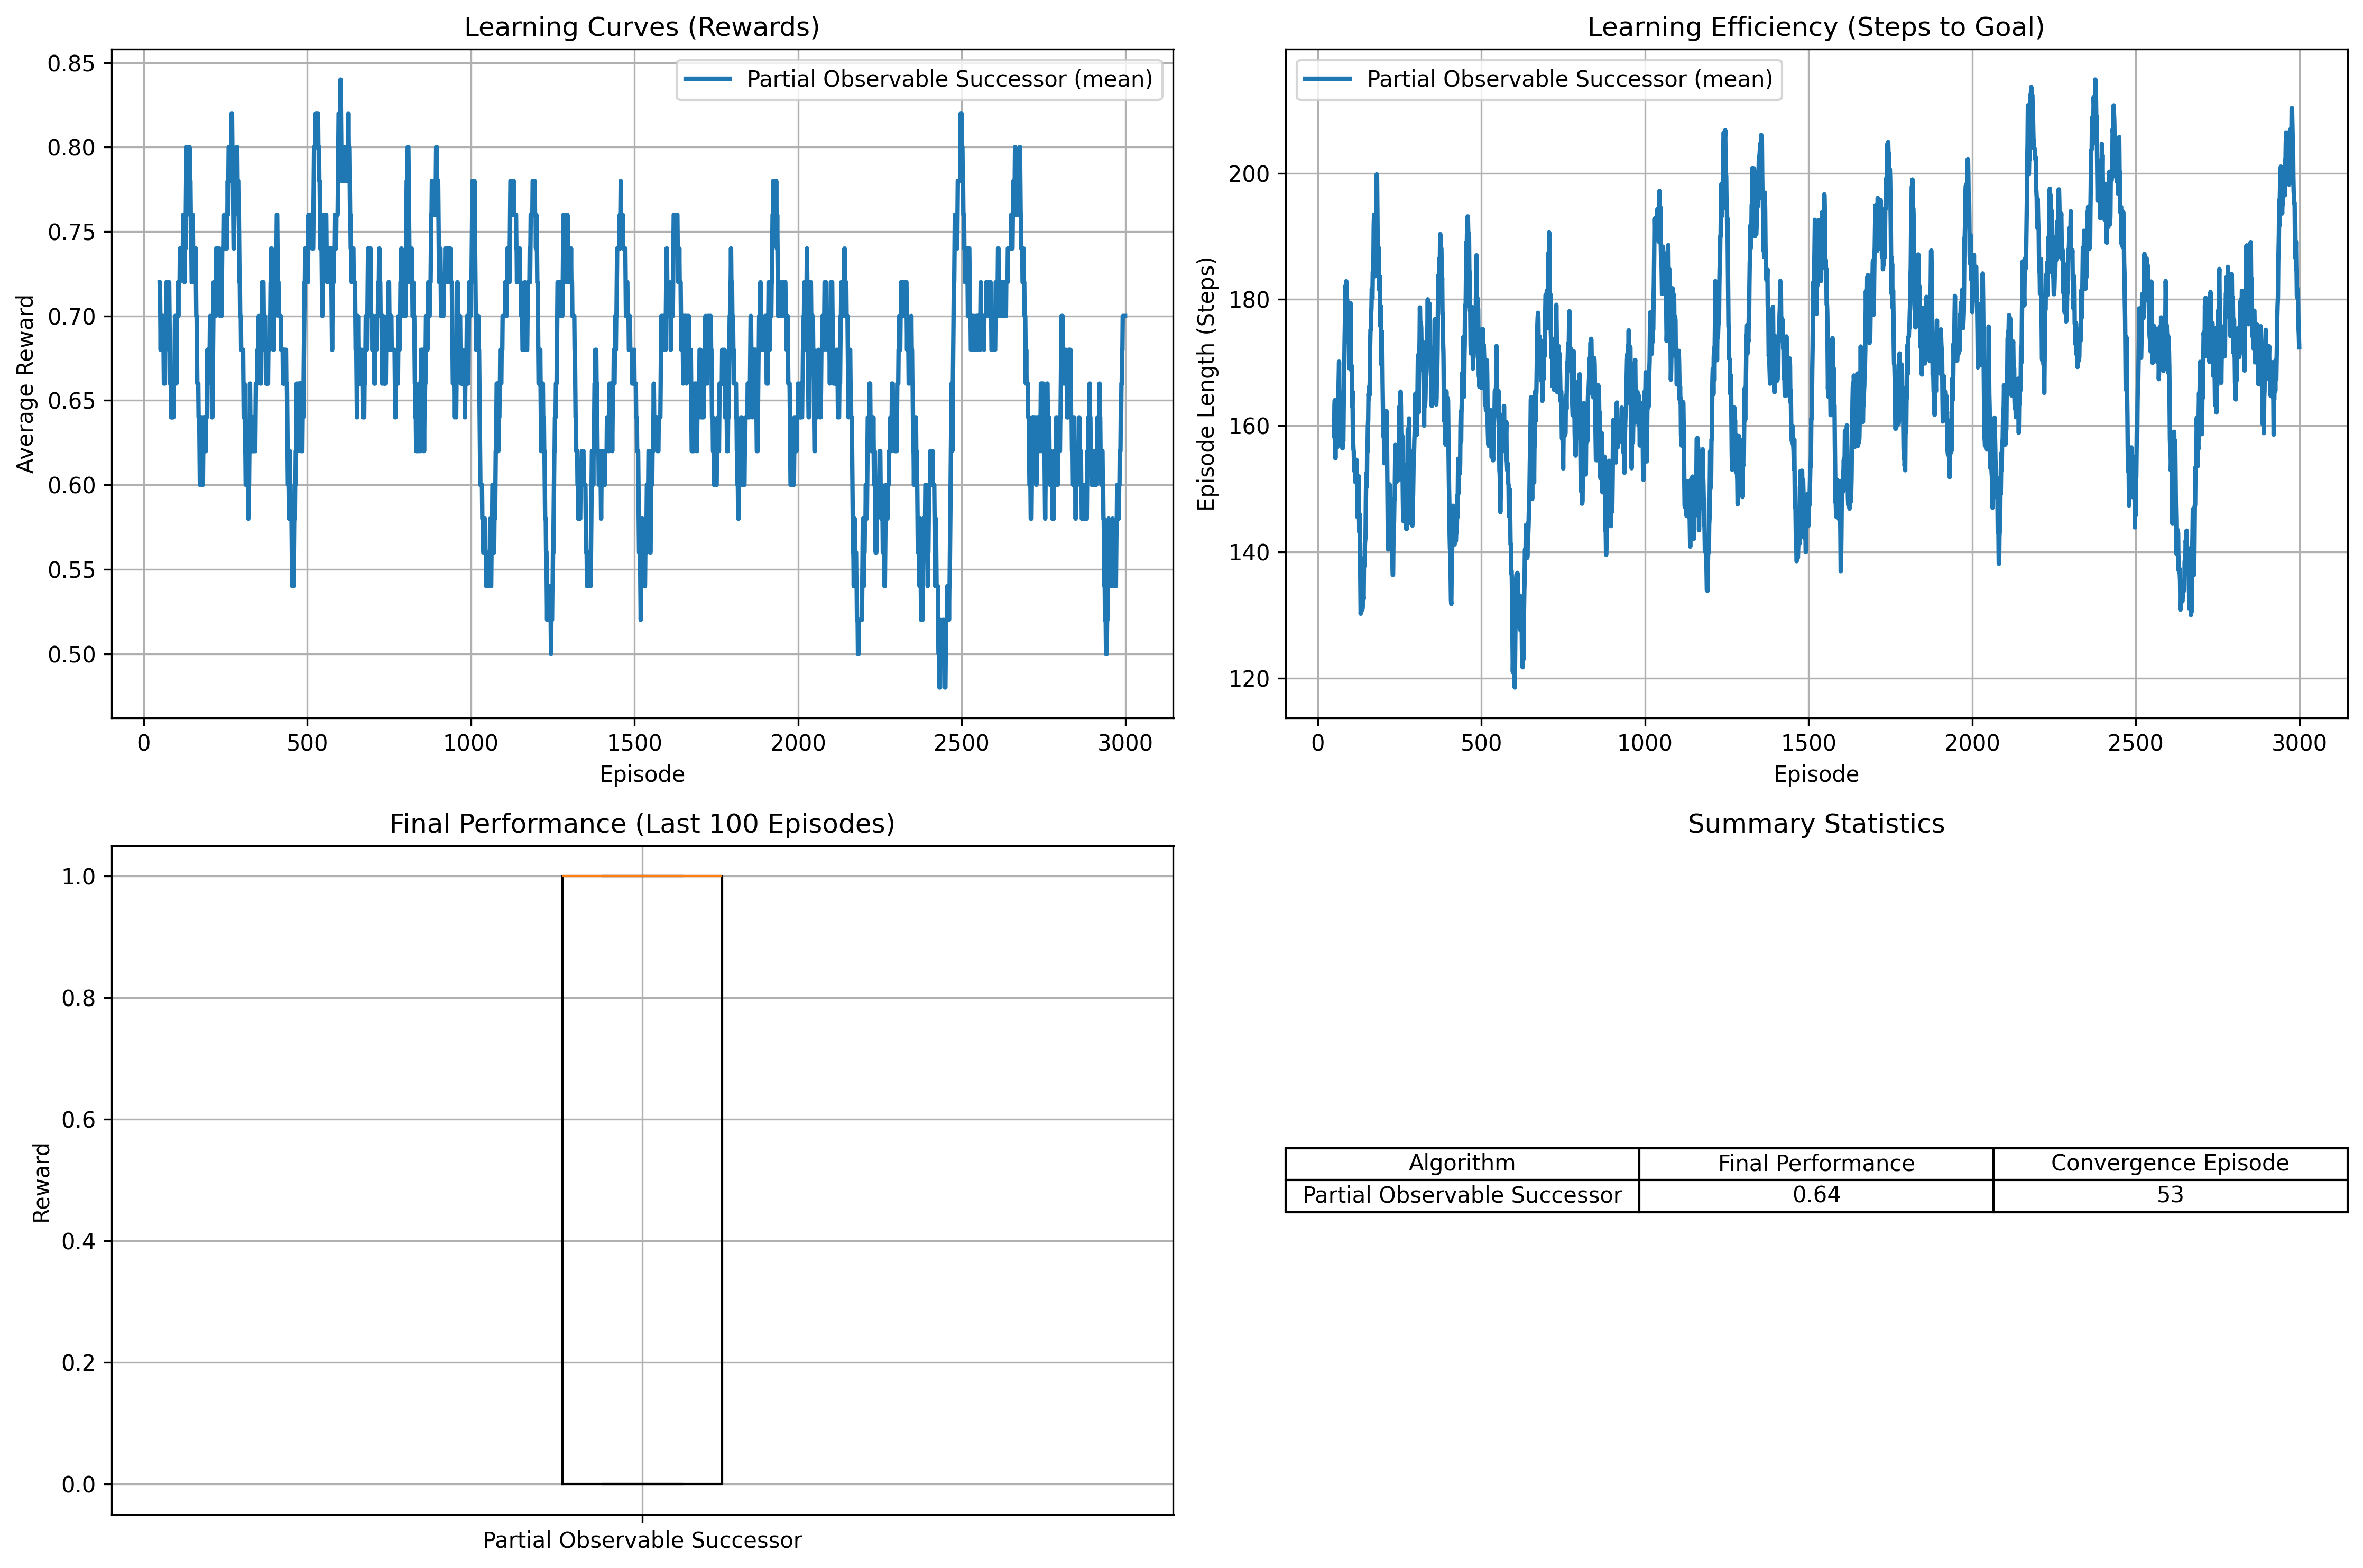 Learning Curves (Rewards)
Average Reward
0.85
0.80
0.75
0.70
0.65
0.60
0.55
0.50
Partial Observable Successor (mean)
0 500 1000 1500 2000 2500 3000
Episode
Learning Efficiency (Steps to Goal)
Episode Length (Steps)
200
180
160
140
120
Partial Observable Successor (mean)
0 500 1000 1500 2000 2500 3000
Episode
Final Performance (Last 100 Episodes)
Reward
1.0
0.8
0.6
0.4
0.2
0.0
Partial Observable Successor
Summary Statistics
Algorithm Final Performance Convergence Episode
Partial Observable Successor 0.64 53